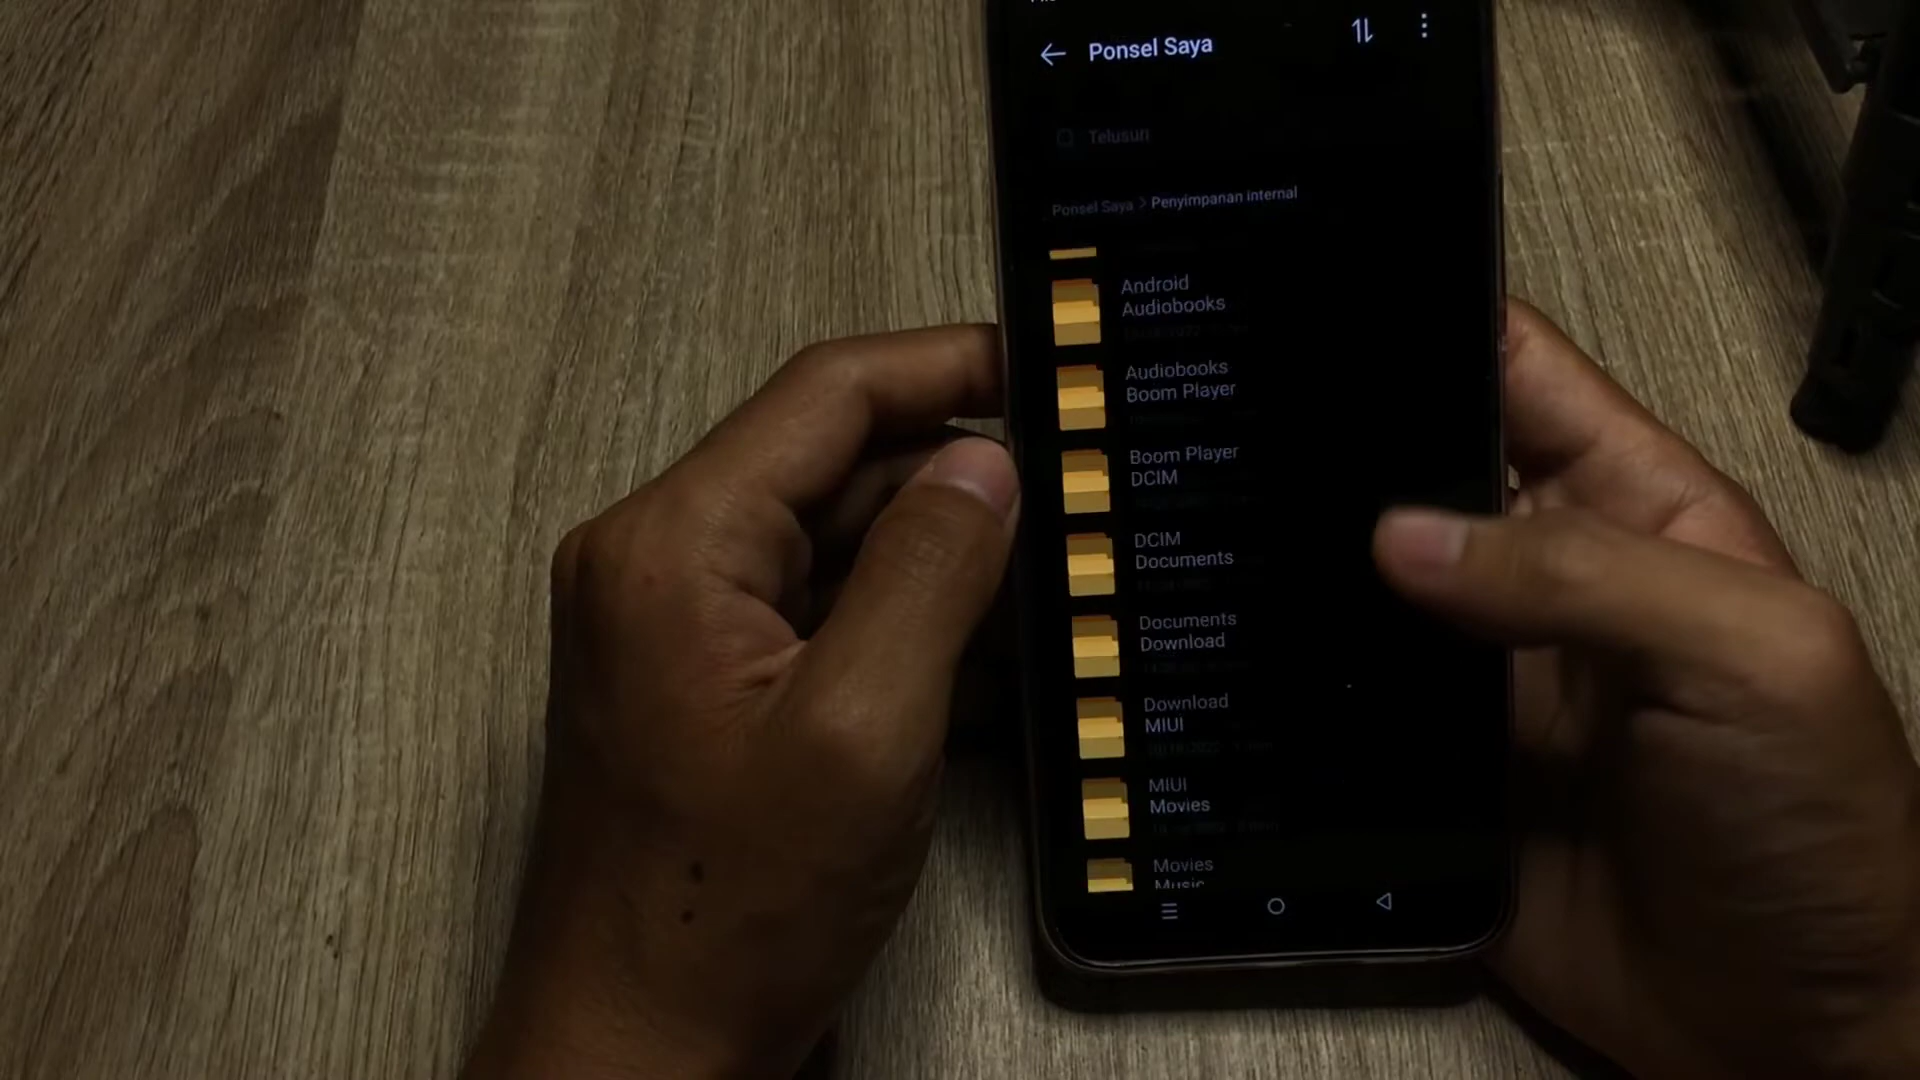 Ponsel Saya
Telusuri
Ponsel Saya > Penyimpanan internal
Android
Audiobooks
Audiobooks
Boom Player
Boom Player
DCIM
DCIM
Documents
Documents
Download
Download
MIUI
MIUI
Movies
Movies
Music